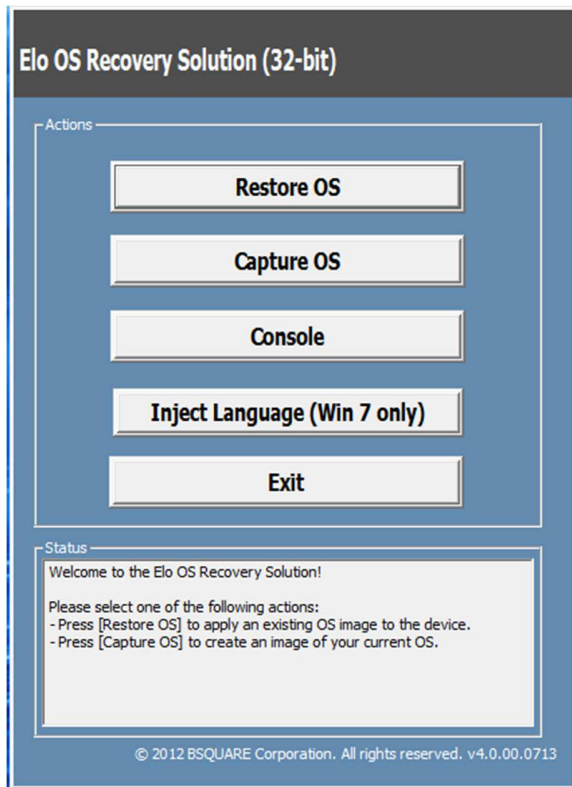 Elo OS Recovery Solution (32-bit)
Actions
Restore OS
Capture OS
Console
Inject Language (Win 7 only)
Exit
Status
Welcome to the Elo OS Recovery Solution!
Please select one of the following actions:
- Press [Restore OS] to apply an existing OS image to the device.
- Press [Capture OS] to create an image of your current OS.
© 2012 BSQUARE Corporation. All rights reserved. v4.0.00.0713